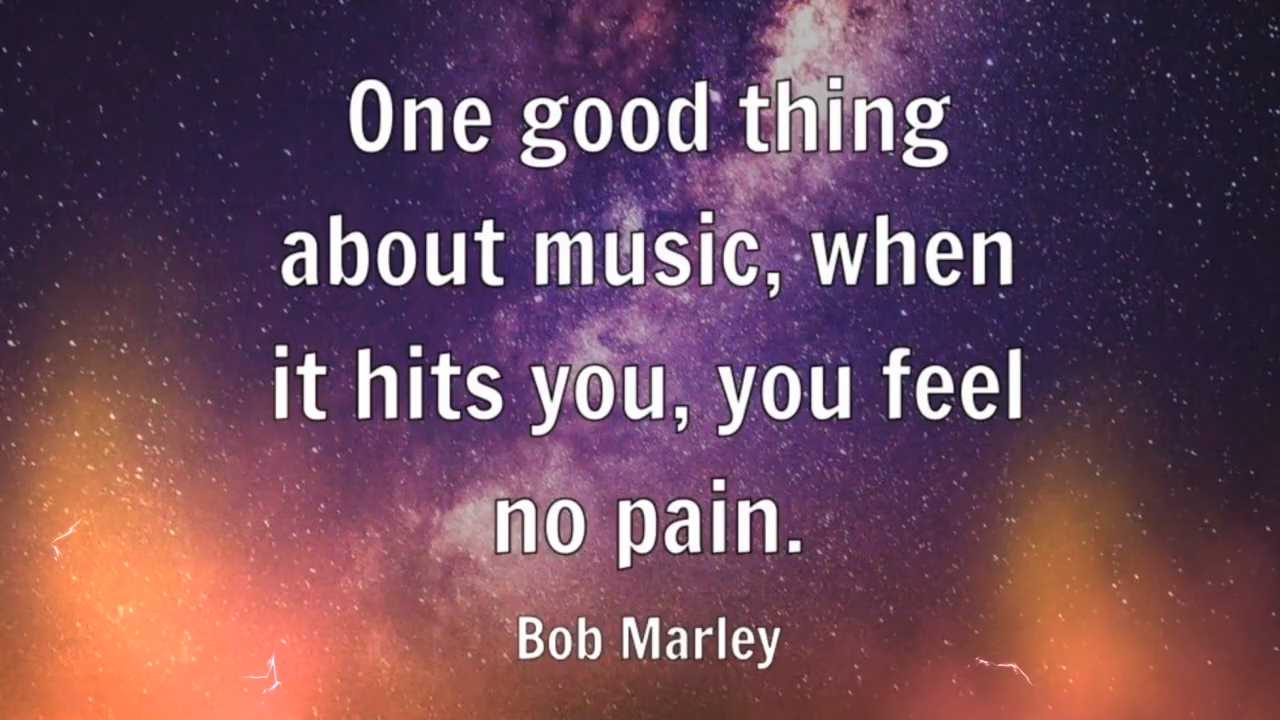 One good thing
about music, when
it hits you, you feel
no pain.
Bob Marley